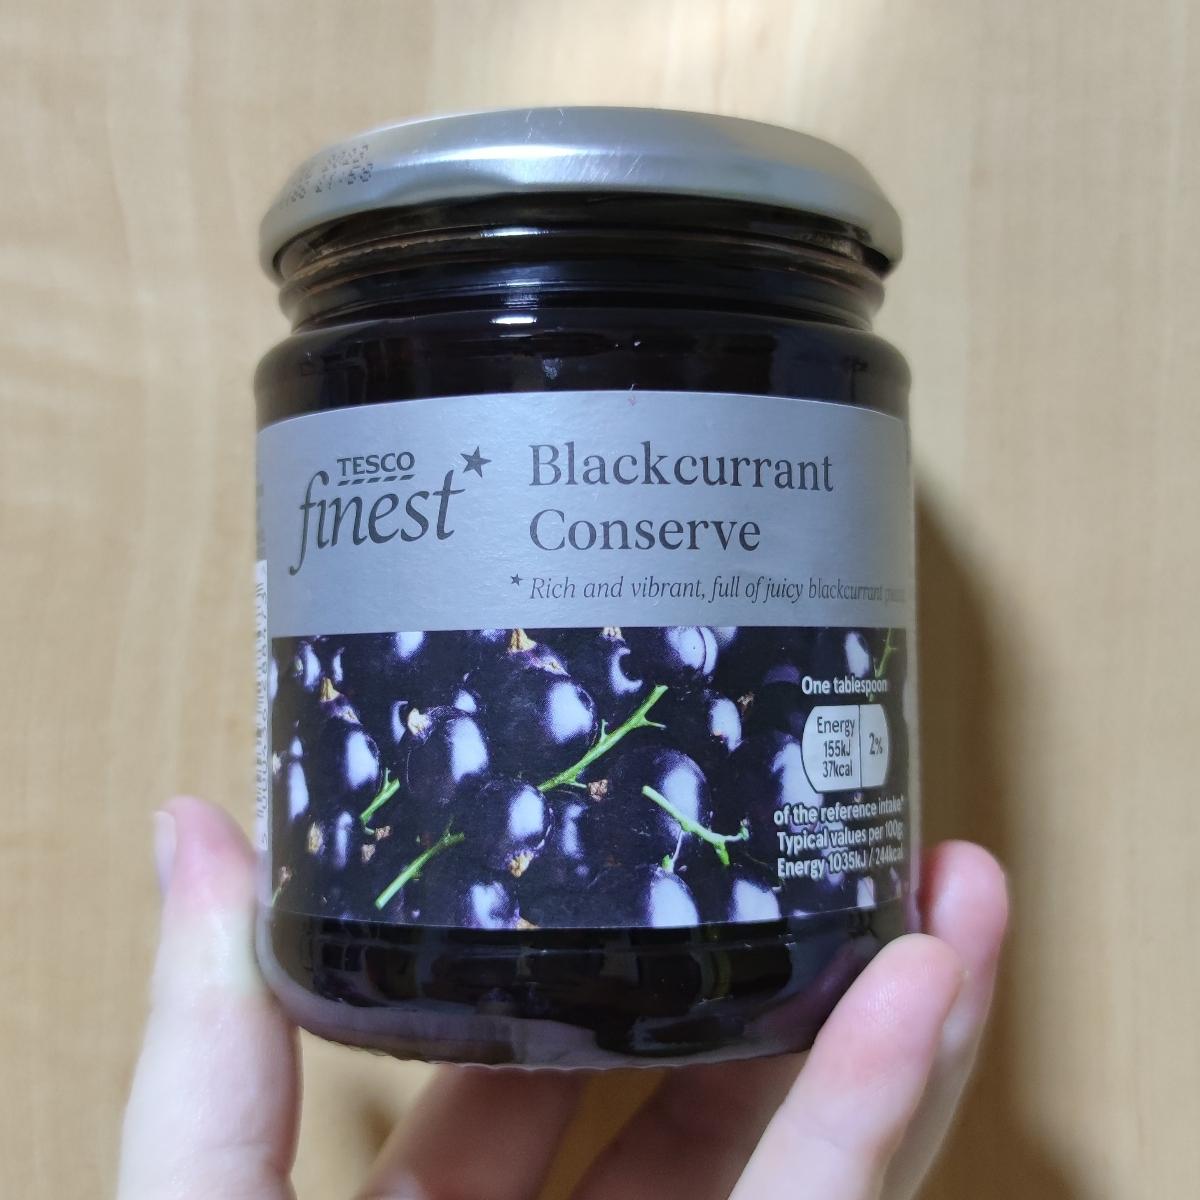 TESCO
finest*
Blackcurrant
Conserve
*Rich and vibrant, full of juicy blackcurrant
One tablespoon
Energy
155kJ
37kcal
2%
of the reference intake*
Typical values per 100g:
Energy 1035kJ / 244kcal